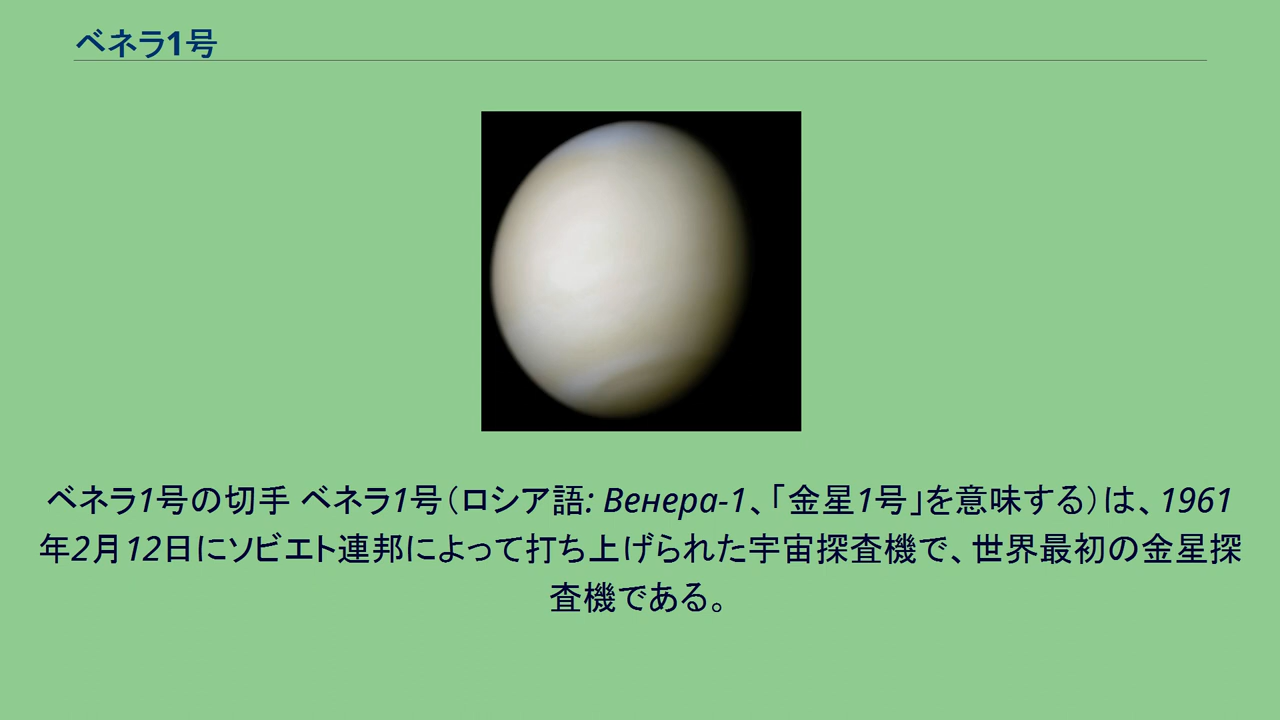 ベネラ1号
ベネラ1号の切手 ベネラ1号（ロシア語: Венера-1、「金星1号」を意味する）は、1961
年2月12日にソビエト連邦によって打ち上げられた宇宙探査機で、世界最初の金星探
査機である。